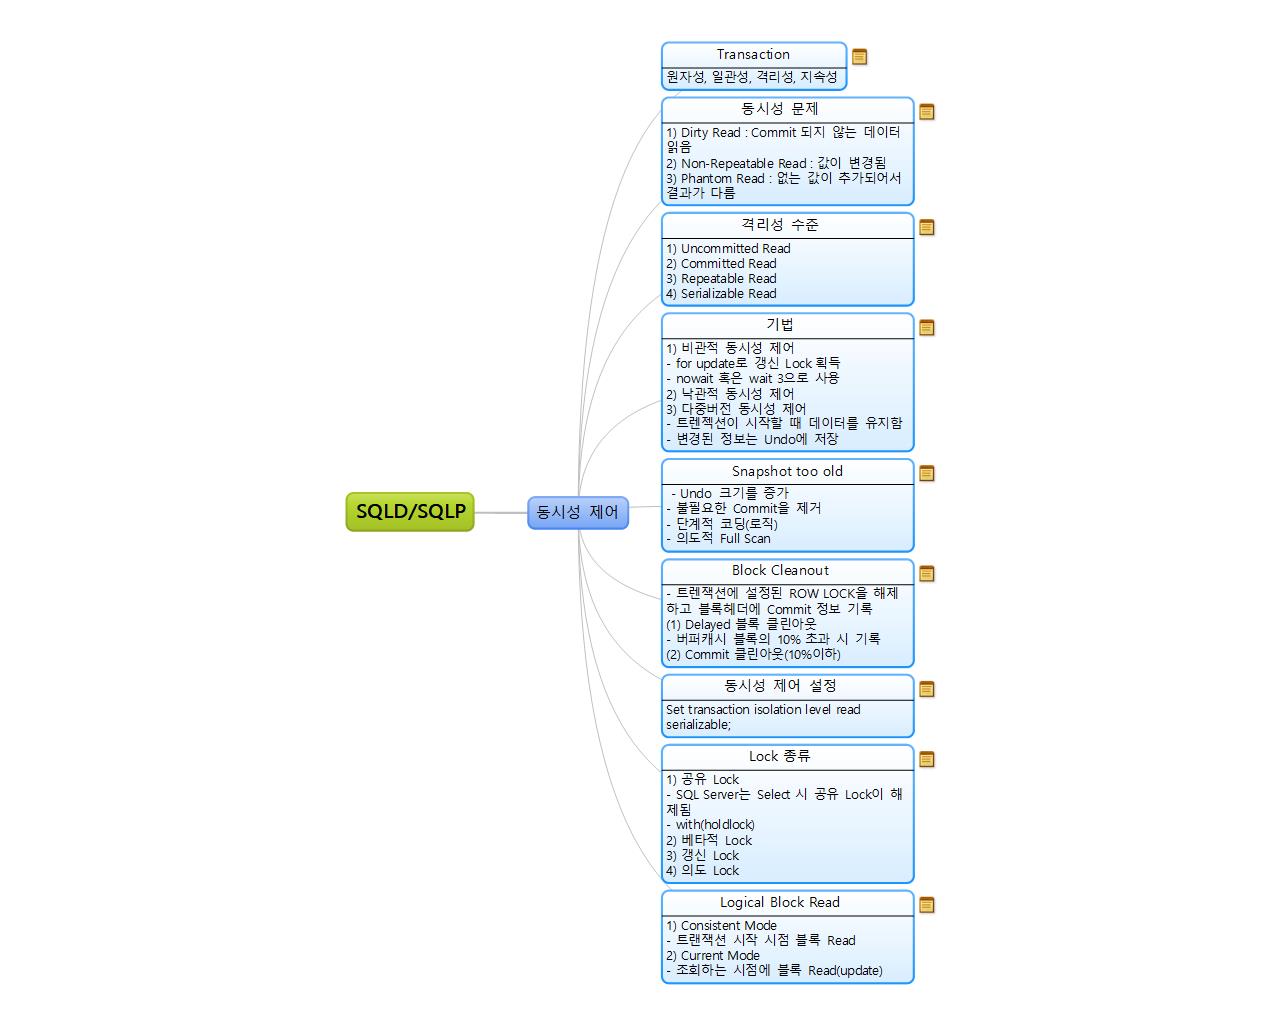 Transaction
원자성, 일관성, 격리성, 지속성
동시성 문제
1) Dirty Read : Commit 되지 않는 데이터
읽음
2) Non-Repeatable Read : 값이 변경됨
3) Phantom Read : 없는 값이 추가되어서
결과가 다름
격리성 수준
1) Uncommitted Read
2) Committed Read
3) Repeatable Read
4) Serializable Read
기법
1) 비관적 동시성 제어
- for update로 갱신 Lock 획득
- nowait 혹은 wait 3으로 사용
2) 낙관적 동시성 제어
3) 다중버전 동시성 제어
- 트렌젝션이 시작할 때 데이터를 유지함
- 변경된 정보는 Undo에 저장
Snapshot too old
- Undo 크기를 증가
- 불필요한 Commit을 제거
- 단계적 코딩(로직)
- 의도적 Full Scan
SQLD/SQLP
동시성 제어
Block Cleanout
- 트렌잭션에 설정된 ROW LOCK을 해제
하고 블록헤더에 Commit 정보 기록
(1) Delayed 블록 클린아웃
- 버퍼캐시 블록의 10% 초과 시 기록
(2) Commit 클린아웃(10%이하)
동시성 제어 설정
Set transaction isolation level read
serializable;
Lock 종류
1) 공유 Lock
- SQL Server는 Select 시 공유 Lock이 해
제됨
- with(holdlock)
2) 베타적 Lock
3) 갱신 Lock
4) 의도 Lock
Logical Block Read
1) Consistent Mode
- 트랜잭션 시작 시점 블록 Read
2) Current Mode
- 조회하는 시점에 블록 Read(update)